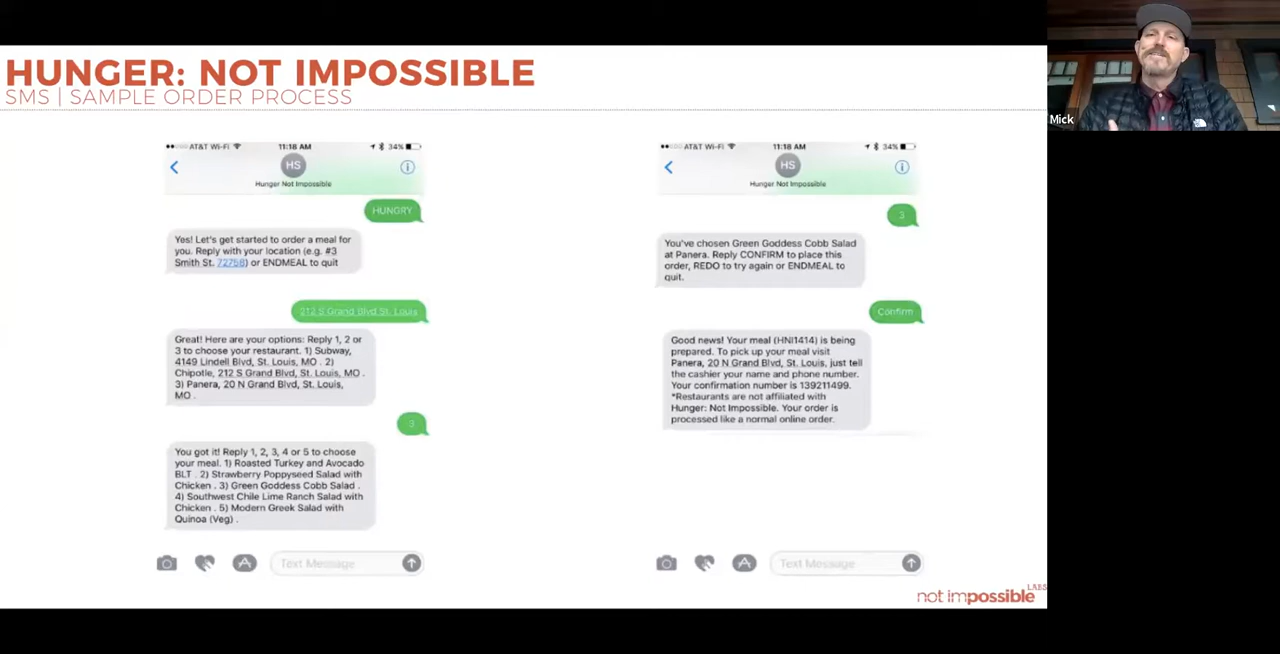 HUNGER: NOT IMPOSSIBLE
SMS | SAMPLE ORDER PROCESS
AT&T Wi-Fi
11:18 AM
34%
HS
Hunger Not Impossible
HUNGRY
Yes! Let's get started to order a meal for
you. Reply with your location (e.g. #3
Smith St. 72758) or ENDMEAL to quit
212 S Grand Blvd St. Louis
Great! Here are your options: Reply 1, 2 or
3 to choose your restaurant. 1) Subway,
4149 Lindell Blvd, St. Louis, MO . 2)
Chipotle, 212 S Grand Blvd, St. Louis, MO .
3) Panera, 20 N Grand Blvd, St. Louis,
MO .
3
You got it! Reply 1, 2, 3, 4 or 5 to choose
your meal. 1) Roasted Turkey and Avocado
BLT . 2) Strawberry Poppyseed Salad with
Chicken . 3) Green Goddess Cobb Salad .
4) Southwest Chile Lime Ranch Salad with
Chicken . 5) Modern Greek Salad with
Quinoa (Veg) .
Text Message
AT&T Wi-Fi
11:18 AM
34%
HS
Hunger Not Impossible
3
You've chosen Green Goddess Cobb Salad
at Panera. Reply CONFIRM to place this
order, REDO to try again or ENDMEAL to
quit.
Confirm
Good news! Your meal (HNI1414) is being
prepared. To pick up your meal visit
Panera, 20 N Grand Blvd, St. Louis, just tell
the cashier your name and phone number.
Your confirmation number is 139211499.
*Restaurants are not affiliated with
Hunger: Not Impossible. Your order is
processed like a normal online order.
Text Message
not impossible LABS
Mick